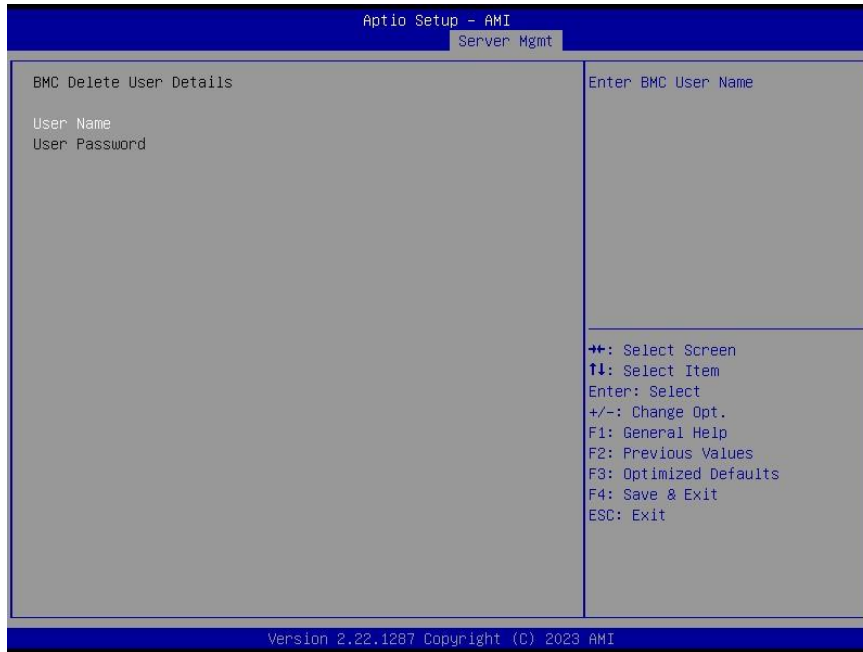 Aptio Setup - AMI
Server Mgmt
BMC Delete User Details
User Name
User Password
Enter BMC User Name
→←: Select Screen
↑↓: Select Item
Enter: Select
+/-: Change Opt.
F1: General Help
F2: Previous Values
F3: Optimized Defaults
F4: Save & Exit
ESC: Exit
Version 2.22.1287 Copyright (C) 2023 AMI